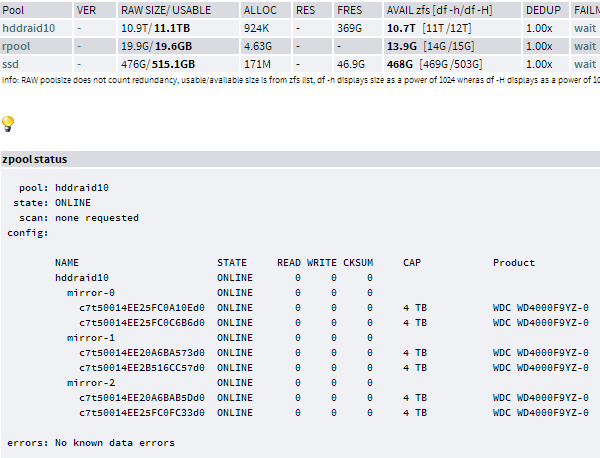 Pool VER RAW SIZE/ USABLE ALLOC RES FRES AVAIL zfs [df -h/df -H] DEDUP FAILM
hddraid10 - 10.9T/ 11.1TB 924K - 369G 10.7T [11T /12T] 1.00x wait
rpool - 19.9G/ 19.6GB 4.63G - - 13.9G [14G /15G] 1.00x wait
ssd - 476G/ 515.1GB 171M - 46.9G 468G [469G /503G] 1.00x wait
Info: RAW poolsize does not count redundancy, usable/available size is from zfs list, df -h displays size as a power of 1024 wheras df -H displays as a power of 10
zpool status
pool: hddraid10
state: ONLINE
scan: none requested
config:
NAME STATE READ WRITE CKSUM CAP Product
hddraid10 ONLINE 0 0 0
mirror-0 ONLINE 0 0 0
c7t50014EE25FC0A10Ed0 ONLINE 0 0 0 4 TB WDC WD4000F9YZ-0
c7t50014EE25FC0C6B6d0 ONLINE 0 0 0 4 TB WDC WD4000F9YZ-0
mirror-1 ONLINE 0 0 0
c7t50014EE20A6BA573d0 ONLINE 0 0 0 4 TB WDC WD4000F9YZ-0
c7t50014EE2B516CC57d0 ONLINE 0 0 0 4 TB WDC WD4000F9YZ-0
mirror-2 ONLINE 0 0 0
c7t50014EE20A6BAB5Dd0 ONLINE 0 0 0 4 TB WDC WD4000F9YZ-0
c7t50014EE25FC0FC33d0 ONLINE 0 0 0 4 TB WDC WD4000F9YZ-0
errors: No known data errors